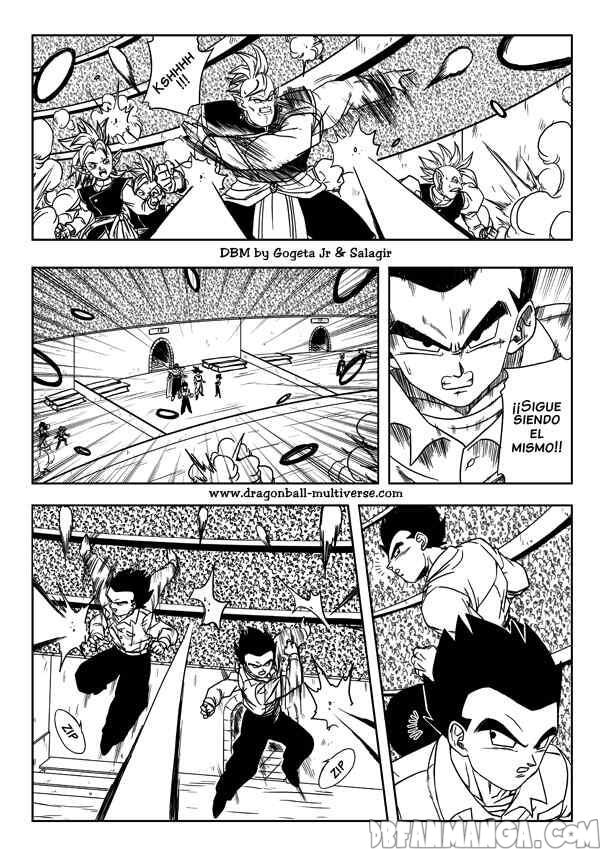 KSHHHH
!!!
DBM by Gogeta Jr & Salagir
¡¡SIGUE
SIENDO
EL
MISMO!!
www.dragonball-multiverse.com
ZIP
ZIP
DBFANMANGA.COM